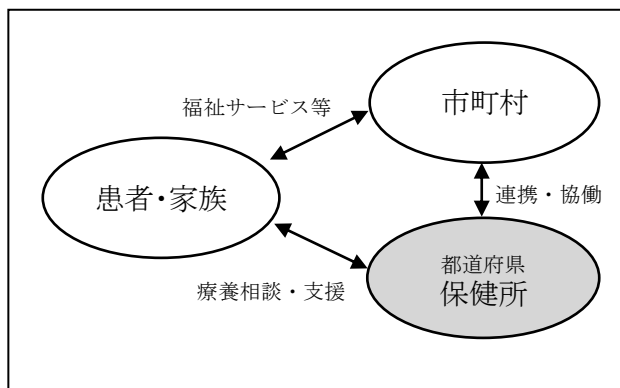 市町村
福祉サービス等
患者・家族
連携・協働
都道府県
保健所
療養相談・支援